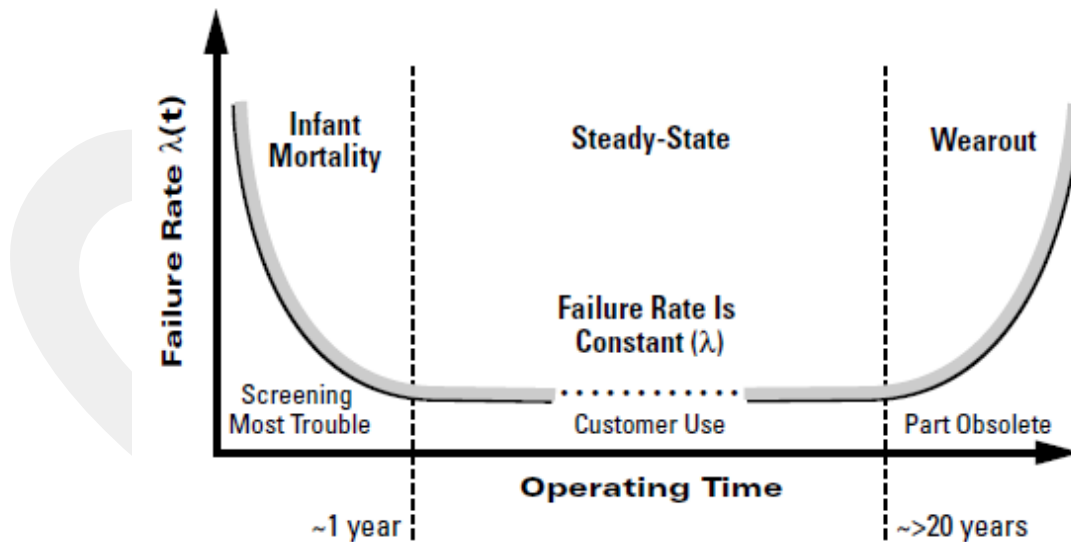 Failure Rate λ(t)
Infant
Mortality
Steady-State
Wearout
Failure Rate Is
Constant (λ)
Screening
Most Trouble
Customer Use
Part Obsolete
Operating Time
~1 year
~>20 years